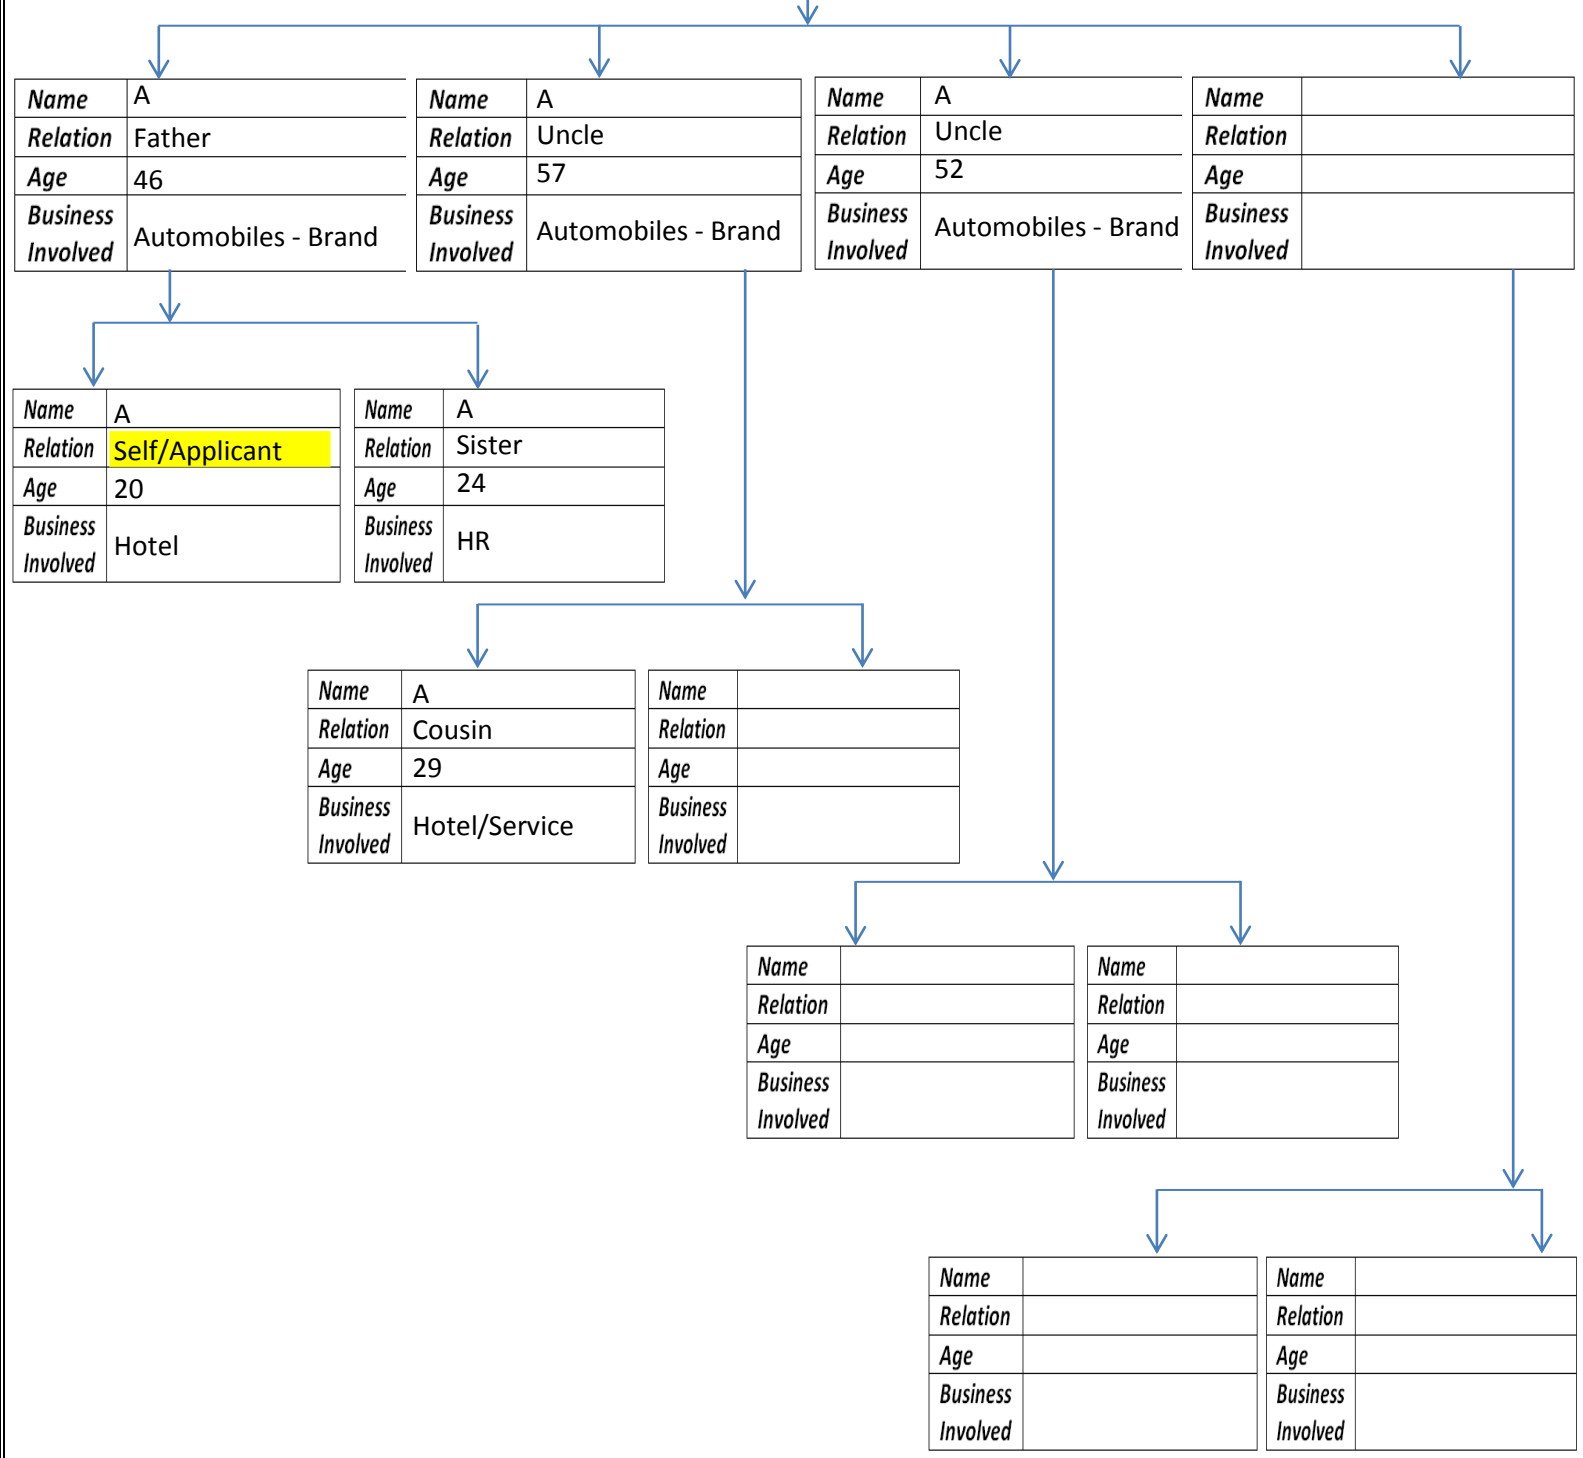 Name A
Relation Father
Age 46
Business Involved Automobiles - Brand
Name A
Relation Uncle
Age 57
Business Involved Automobiles - Brand
Name A
Relation Uncle
Age 52
Business Involved Automobiles - Brand
Name
Relation
Age
Business Involved
Name A
Relation Self/Applicant
Age 20
Business Involved Hotel
Name A
Relation Sister
Age 24
Business Involved HR
Name A
Relation Cousin
Age 29
Business Involved Hotel/Service
Name
Relation
Age
Business Involved
Name
Relation
Age
Business Involved
Name
Relation
Age
Business Involved
Name
Relation
Age
Business Involved
Name
Relation
Age
Business Involved